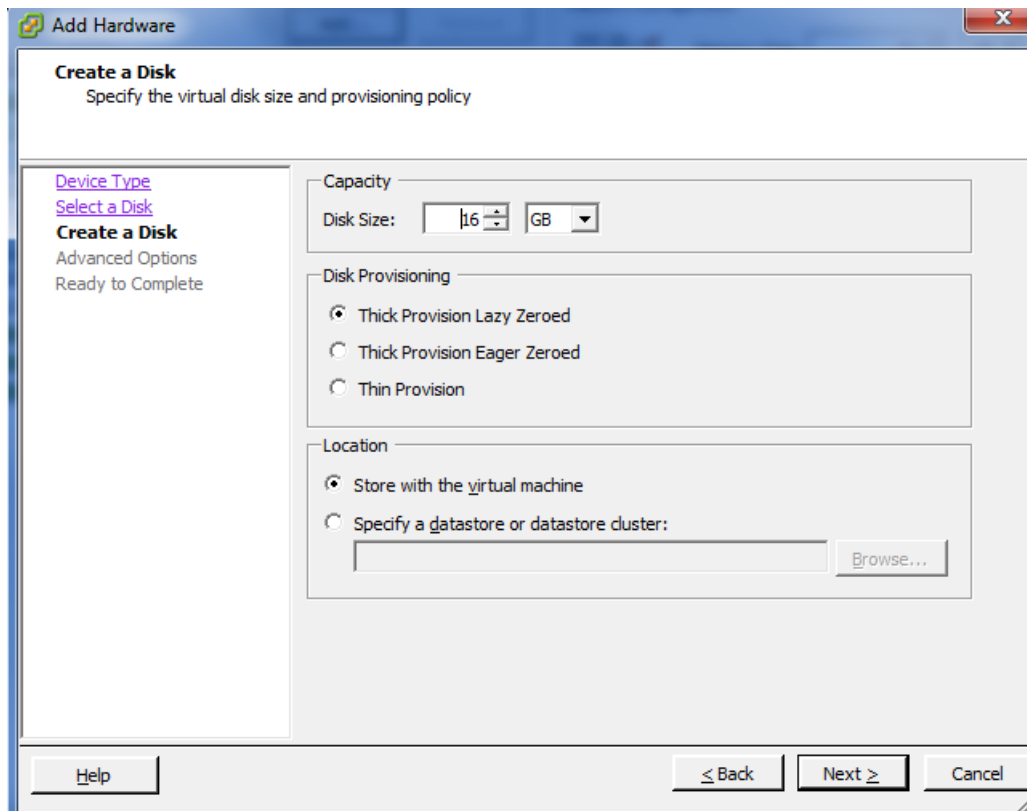 Add Hardware
Create a Disk
Specify the virtual disk size and provisioning policy
Device Type
Select a Disk
Create a Disk
Advanced Options
Ready to Complete
Capacity
Disk Size: 16 GB
Disk Provisioning
Thick Provision Lazy Zeroed
Thick Provision Eager Zeroed
Thin Provision
Location
Store with the virtual machine
Specify a datastore or datastore cluster:
Browse...
Help
< Back
Next >
Cancel